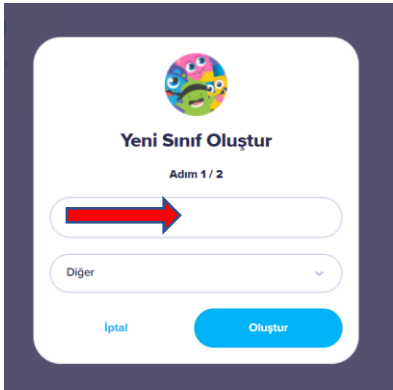 Yeni Sınıf Oluştur
Adım 1 / 2
Diğer
İptal
Oluştur